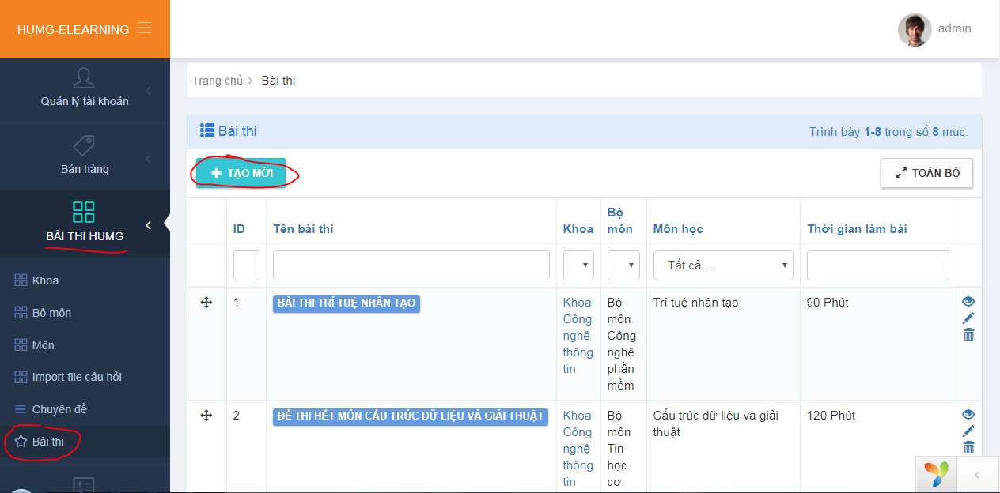 HUMG-ELEARNING
admin
Quản lý tài khoản
Bán hàng
BÀI THI HUMG
Khoa
Bộ môn
Môn
Import file câu hỏi
Chuyên đề
Bài thi
Trang chủ > Bài thi
Bài thi
Trình bày 1-8 trong số 8 mục.
TẠO MỚI
TOÀN BỘ
ID
Tên bài thi
Khoa
Bộ
môn
Môn học
Thời gian làm bài
Tất cả ...
1
BÀI THI TRÍ TUỆ NHÂN TẠO
Khoa
Công
nghệ
thông
tin
Bộ
môn
Công
nghệ
phần
mềm
Trí tuệ nhân tạo
90 Phút
2
ĐỀ THI HẾT MÔN CẤU TRÚC DỮ LIỆU VÀ GIẢI THUẬT
Khoa
Công
nghệ
thông
tin
Bộ
môn
Tin
học
cơ
Cấu trúc dữ liệu và giải
thuật
120 Phút